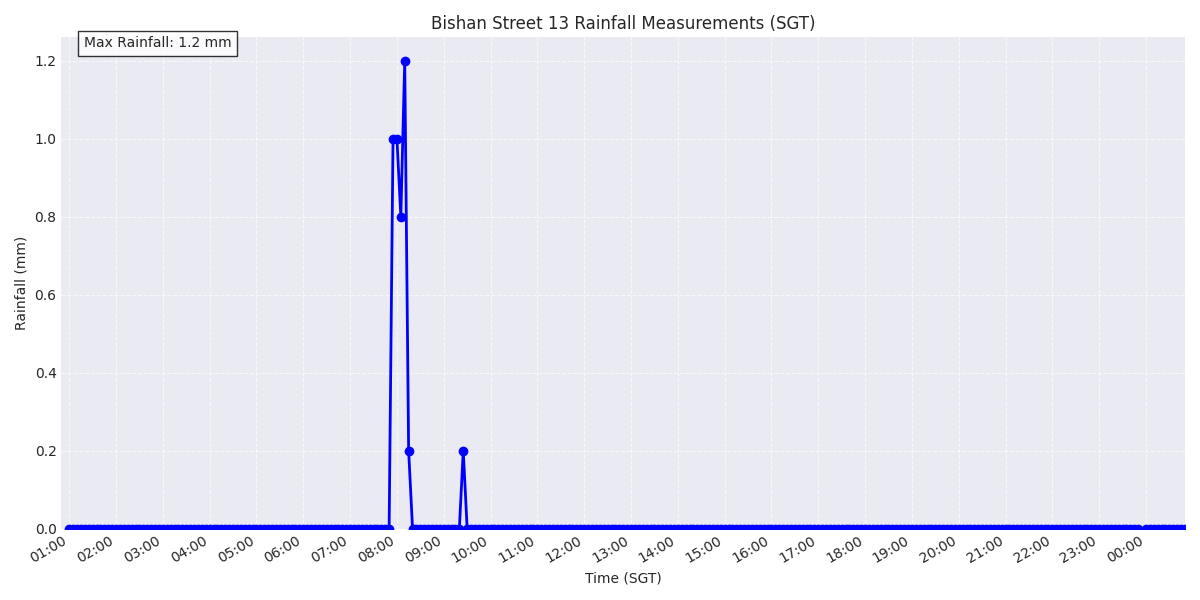 Bishan Street 13 Rainfall Measurements (SGT)
Max Rainfall: 1.2 mm
1.2
1.0
0.8
0.6
0.4
0.2
0.0
Rainfall (mm)
01:00 02:00 03:00 04:00 05:00 06:00 07:00 08:00 09:00 10:00 11:00 12:00 13:00 14:00 15:00 16:00 17:00 18:00 19:00 20:00 21:00 22:00 23:00 00:00
Time (SGT)